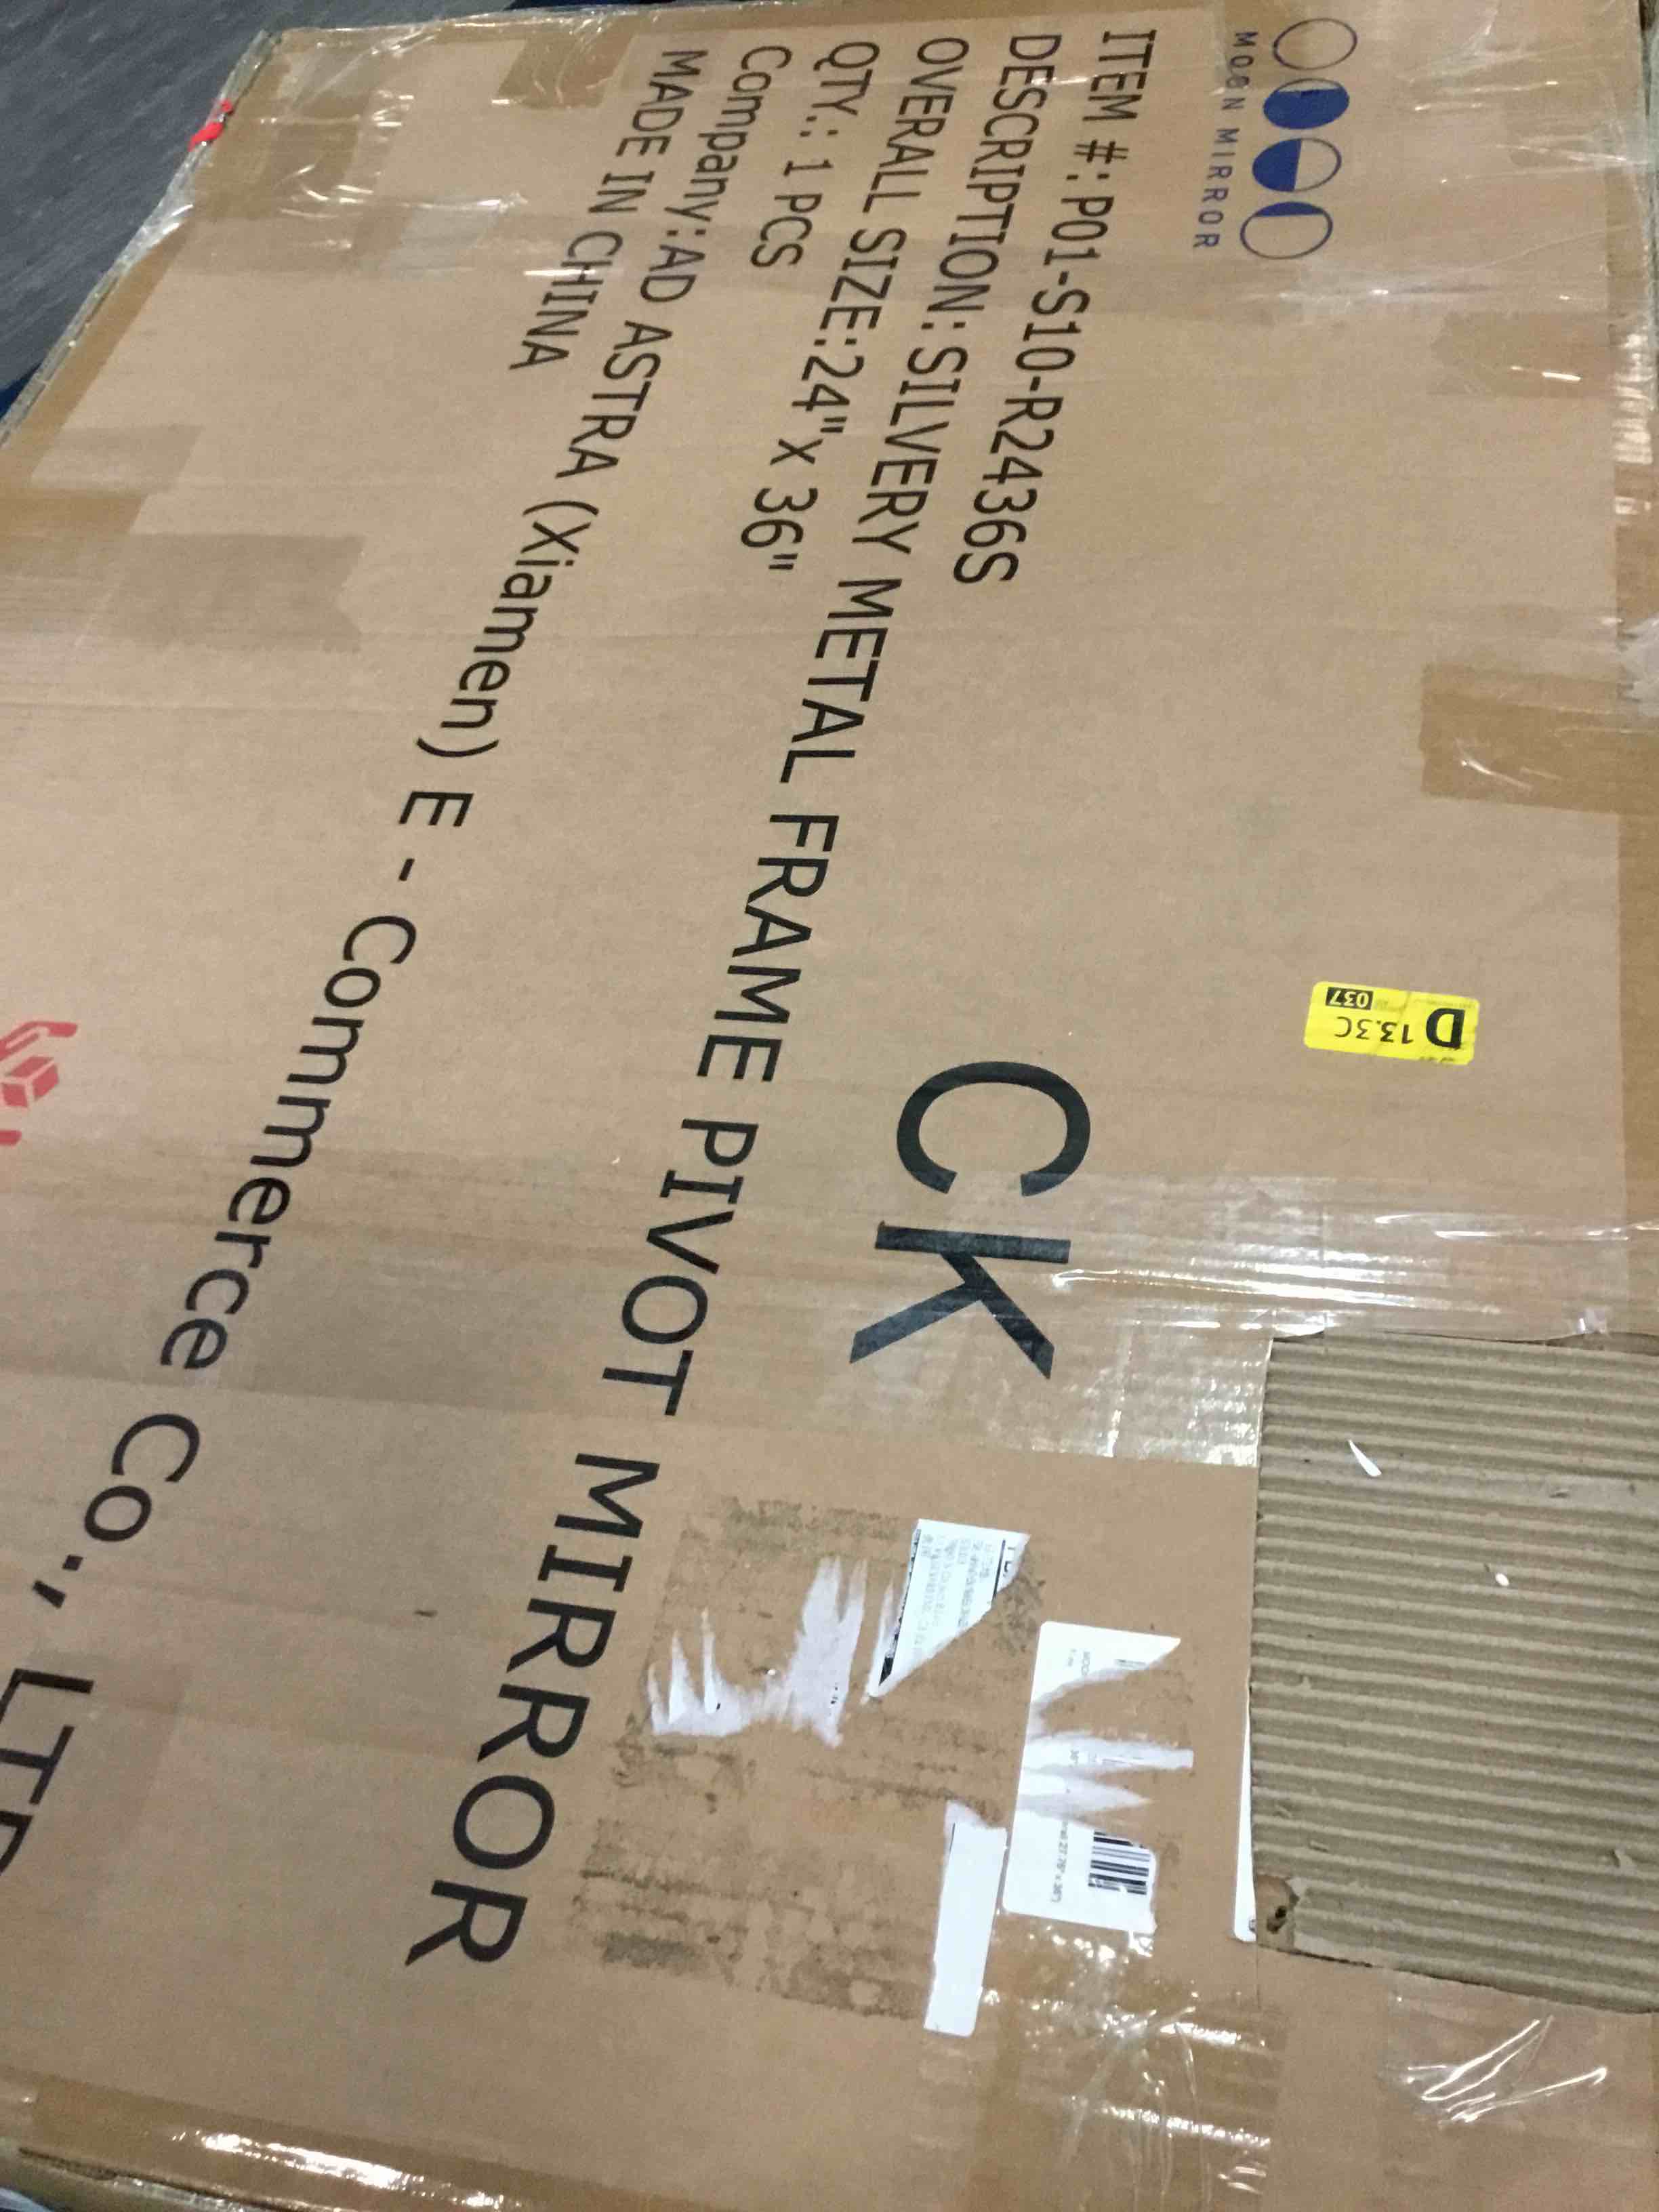 MOON MIRROR
ITEM #: P01-S10-R2436S
DESCRIPTION: SILVERY METAL FRAME PIVOT MIRROR
OVERALL SIZE:24"x 36"
QTY.: 1 PCS
Company:AD ASTRA (Xiamen) E - Commerce Co., LTD
MADE IN CHINA
CK
D 13.3C
037